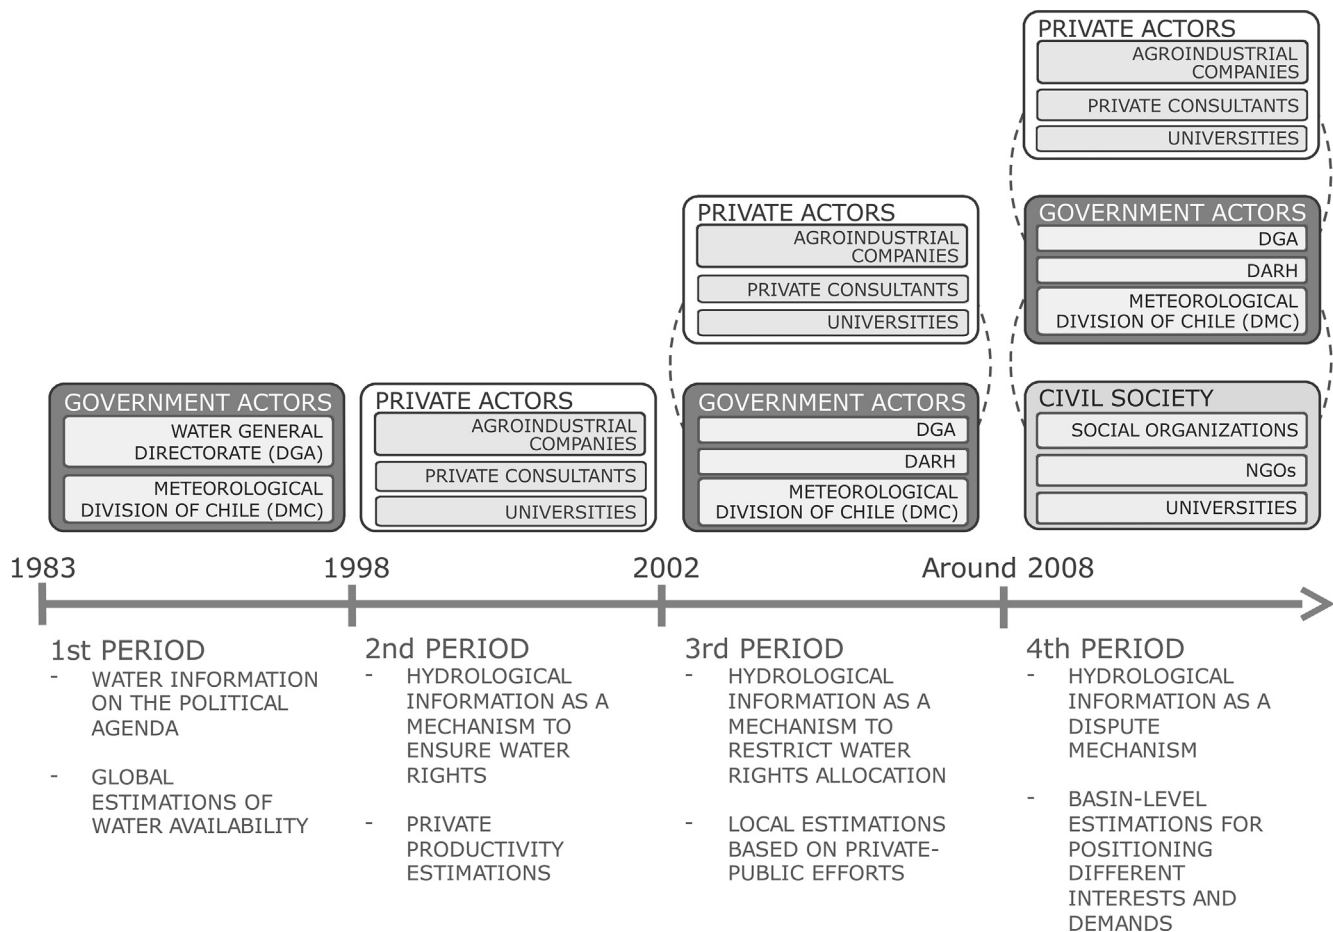 PRIVATE ACTORS
AGROINDUSTRIAL
COMPANIES
PRIVATE CONSULTANTS
UNIVERSITIES
PRIVATE ACTORS
AGROINDUSTRIAL
COMPANIES
PRIVATE CONSULTANTS
UNIVERSITIES
GOVERNMENT ACTORS
DGA
DARH
METEOROLOGICAL
DIVISION OF CHILE (DMC)
GOVERNMENT ACTORS
WATER GENERAL
DIRECTORATE (DGA)
METEOROLOGICAL
DIVISION OF CHILE (DMC)
PRIVATE ACTORS
AGROINDUSTRIAL
COMPANIES
PRIVATE CONSULTANTS
UNIVERSITIES
GOVERNMENT ACTORS
DGA
DARH
METEOROLOGICAL
DIVISION OF CHILE (DMC)
CIVIL SOCIETY
SOCIAL ORGANIZATIONS
NGOs
UNIVERSITIES
1983
1998
2002
Around 2008
1st PERIOD
- WATER INFORMATION
ON THE POLITICAL
AGENDA
- GLOBAL
ESTIMATIONS OF
WATER AVAILABILITY
2nd PERIOD
- HYDROLOGICAL
INFORMATION AS A
MECHANISM TO
ENSURE WATER
RIGHTS
- PRIVATE
PRODUCTIVITY
ESTIMATIONS
3rd PERIOD
- HYDROLOGICAL
INFORMATION AS A
MECHANISM TO
RESTRICT WATER
RIGHTS ALLOCATION
- LOCAL ESTIMATIONS
BASED ON PRIVATE-
PUBLIC EFFORTS
4th PERIOD
- HYDROLOGICAL
INFORMATION AS A
DISPUTE
MECHANISM
- BASIN-LEVEL
ESTIMATIONS FOR
POSITIONING
DIFFERENT
INTERESTS AND
DEMANDS